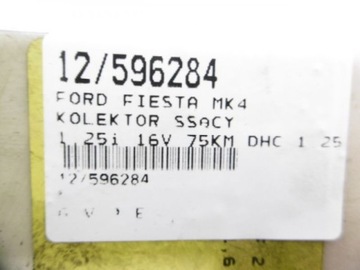 12/596284
FORD FIESTA MK4
KOLEKTOR SSACY
1 25i 16V 75KM DHC 1 25
12/596284